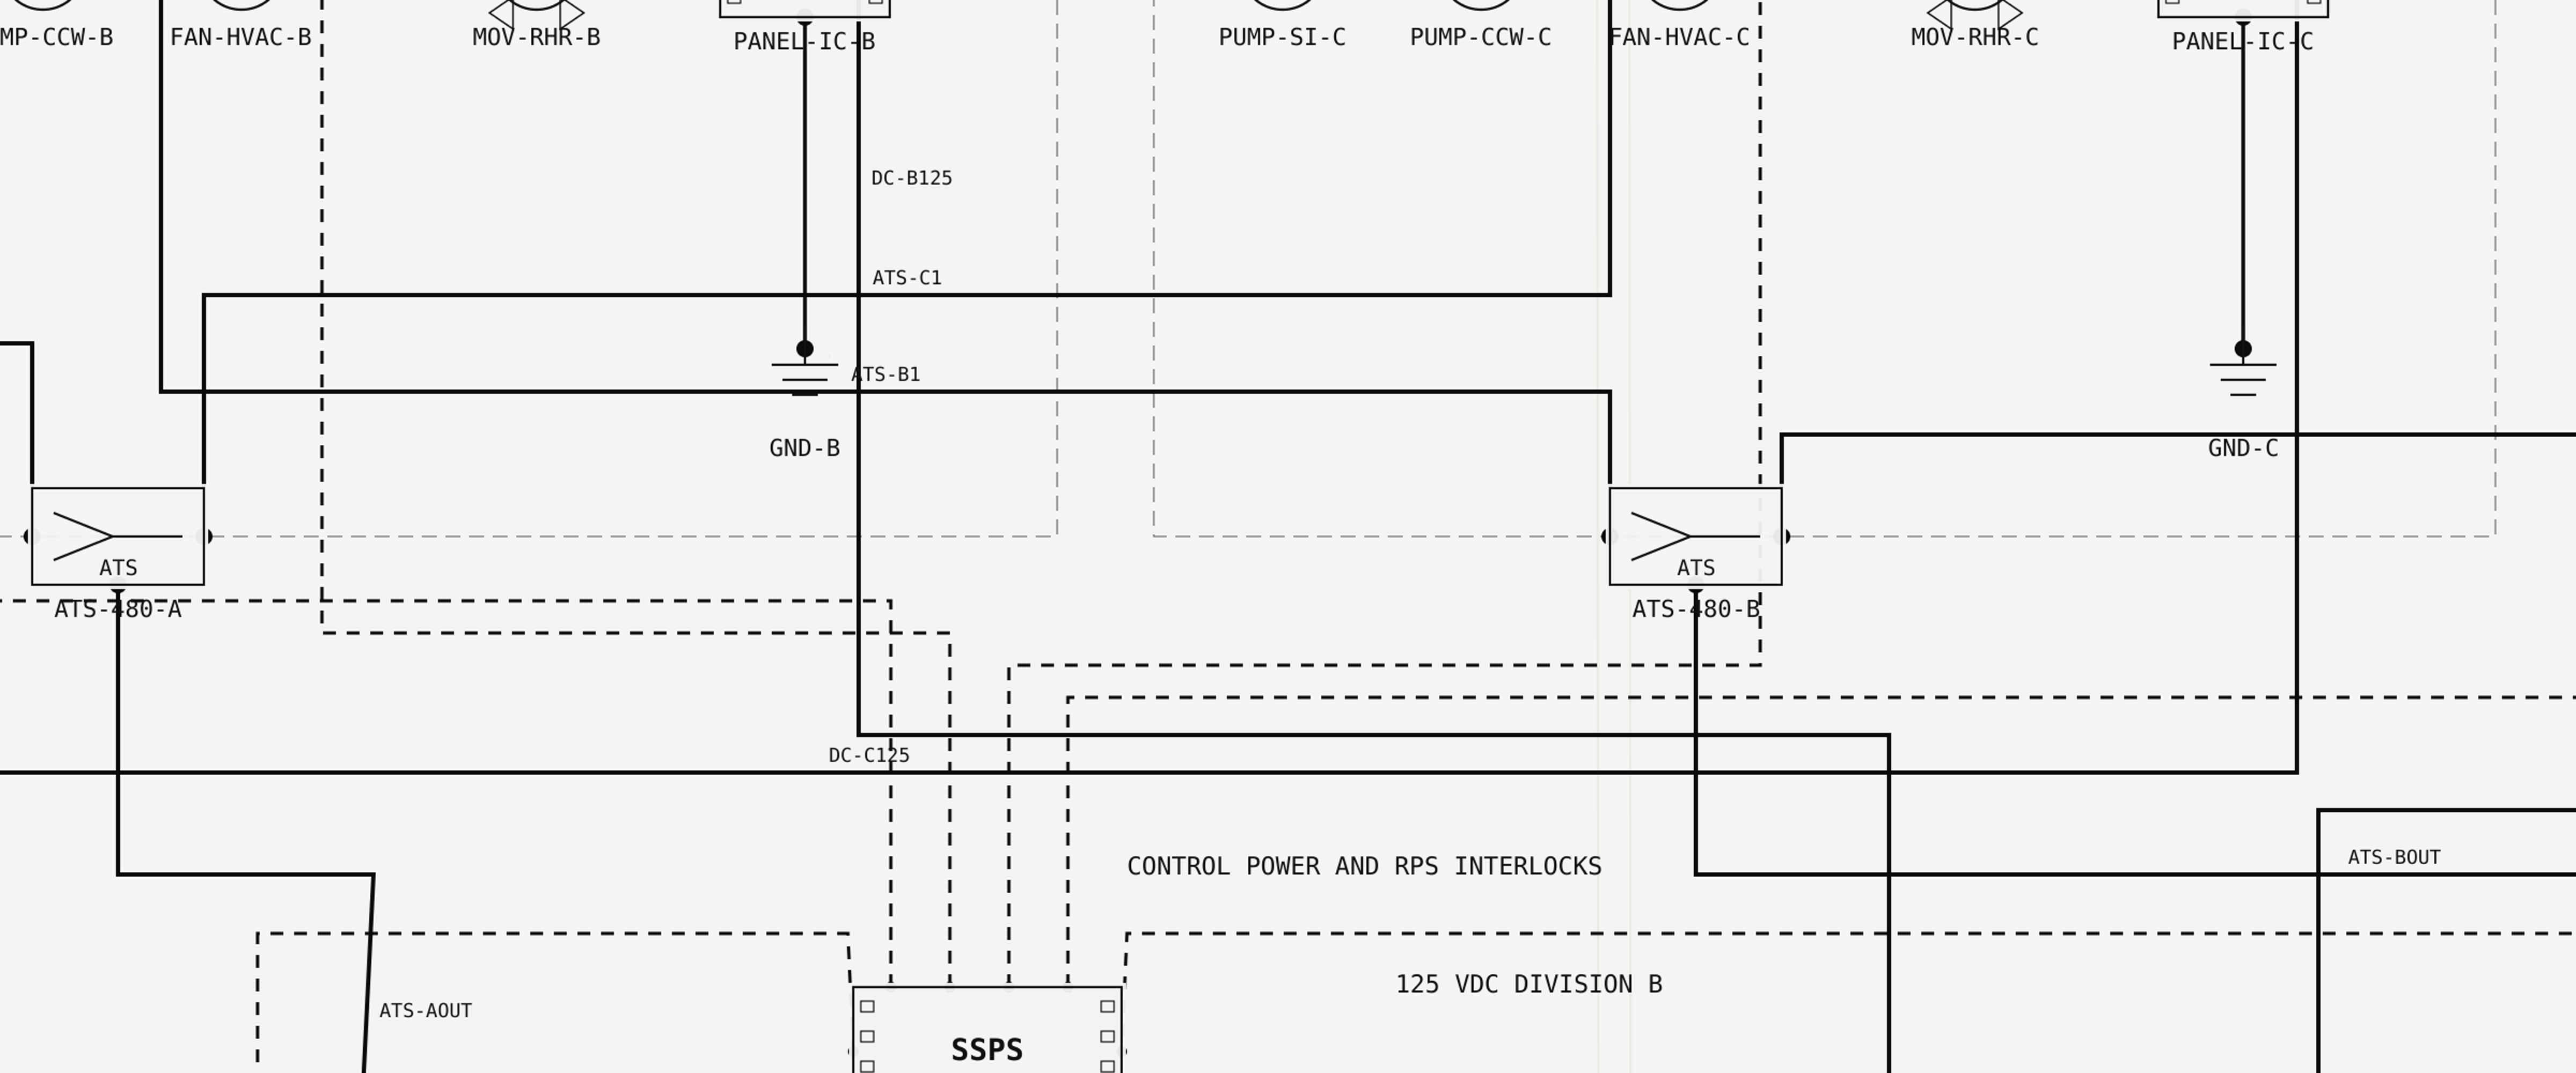 MP-CCW-B
FAN-HVAC-B
MOV-RHR-B
PANEL-IC-B
PUMP-SI-C
PUMP-CCW-C
FAN-HVAC-C
MOV-RHR-C
PANEL-IC-C
DC-B125
ATS-C1
ATS-B1
GND-B
GND-C
ATS
ATS
ATS-480-A
ATS-480-B
DC-C125
ATS-BOUT
CONTROL POWER AND RPS INTERLOCKS
125 VDC DIVISION B
ATS-AOUT
SSPS